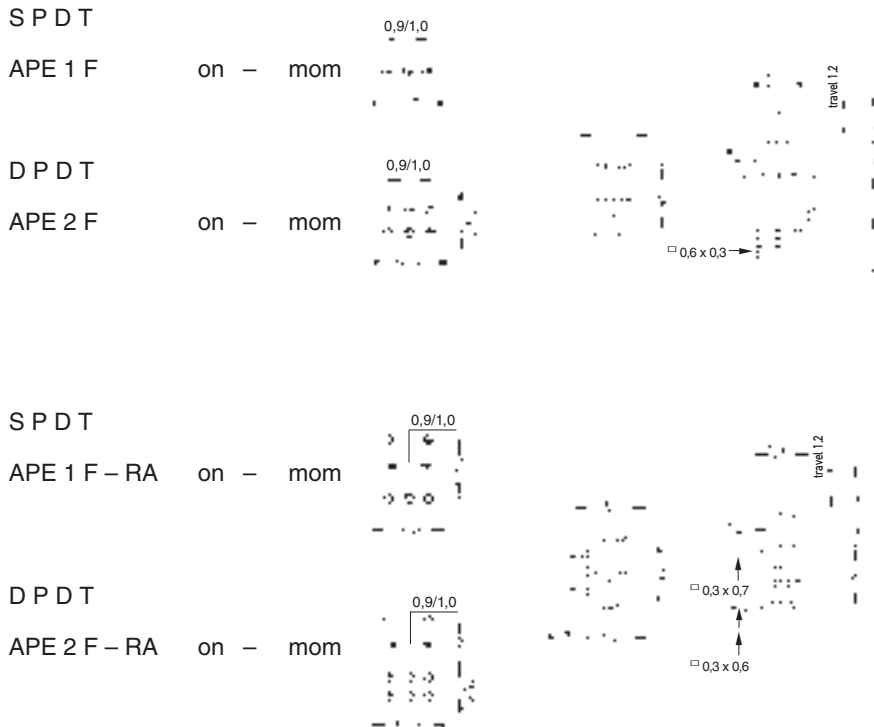 S P D T
0,9/1,0
APE 1 F on – mom
travel 1.2
D P D T
0,9/1,0
APE 2 F on – mom
□ 0,6 x 0,3
S P D T
0,9/1,0
APE 1 F – RA on – mom
travel 1.2
□ 0,3 x 0,7
D P D T
0,9/1,0
APE 2 F – RA on – mom
□ 0,3 x 0,6